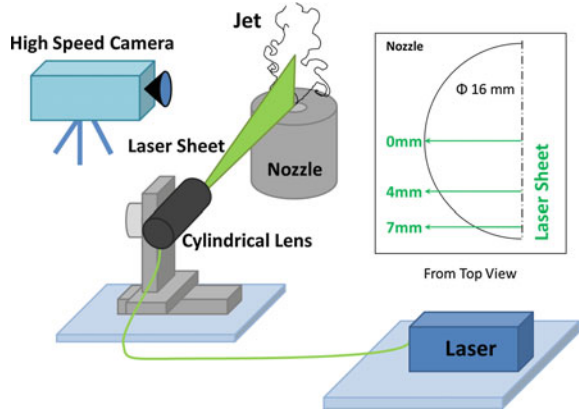 Jet
High Speed Camera
Laser Sheet
Nozzle
Cylindrical Lens
Laser
Nozzle
Φ 16 mm
0mm
4mm
7mm
Laser Sheet
From Top View